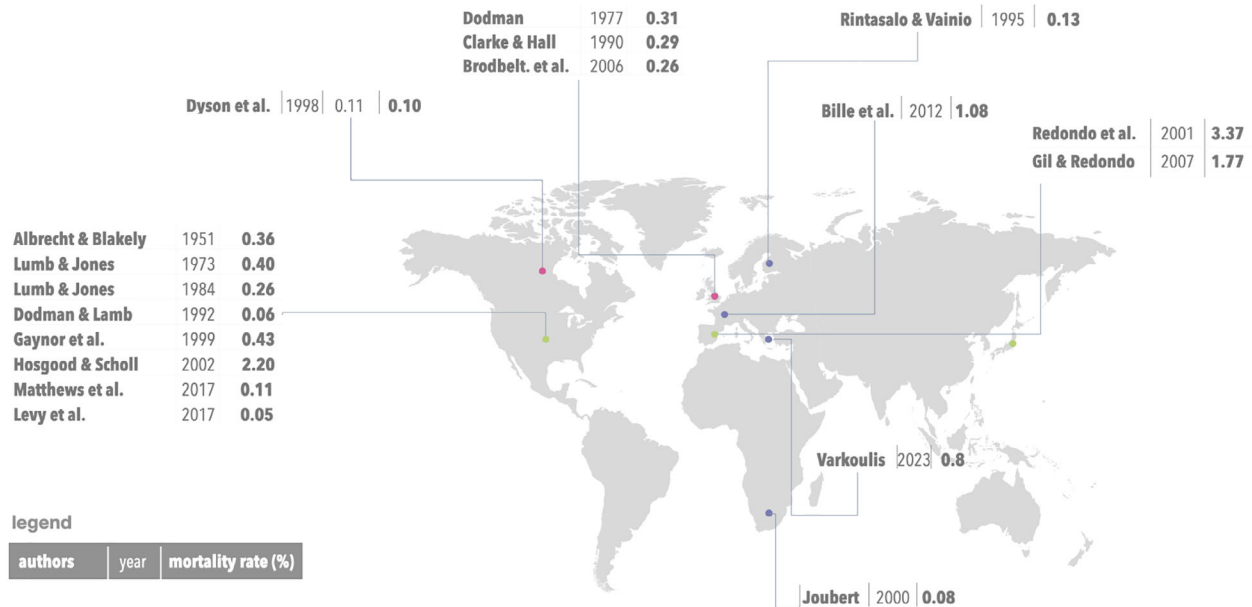 Dodman 1977 0.31
Clarke & Hall 1990 0.29
Brodbelt. et al. 2006 0.26
Rintasalo & Vainio 1995 0.13
Dyson et al. 1998 0.11 0.10
Bille et al. 2012 1.08
Redondo et al. 2001 3.37
Gil & Redondo 2007 1.77
Albrecht & Blakely 1951 0.36
Lumb & Jones 1973 0.40
Lumb & Jones 1984 0.26
Dodman & Lamb 1992 0.06
Gaynor et al. 1999 0.43
Hosgood & Scholl 2002 2.20
Matthews et al. 2017 0.11
Levy et al. 2017 0.05
Varkoulis 2023 0.8
legend
authors year mortality rate (%)
Joubert 2000 0.08